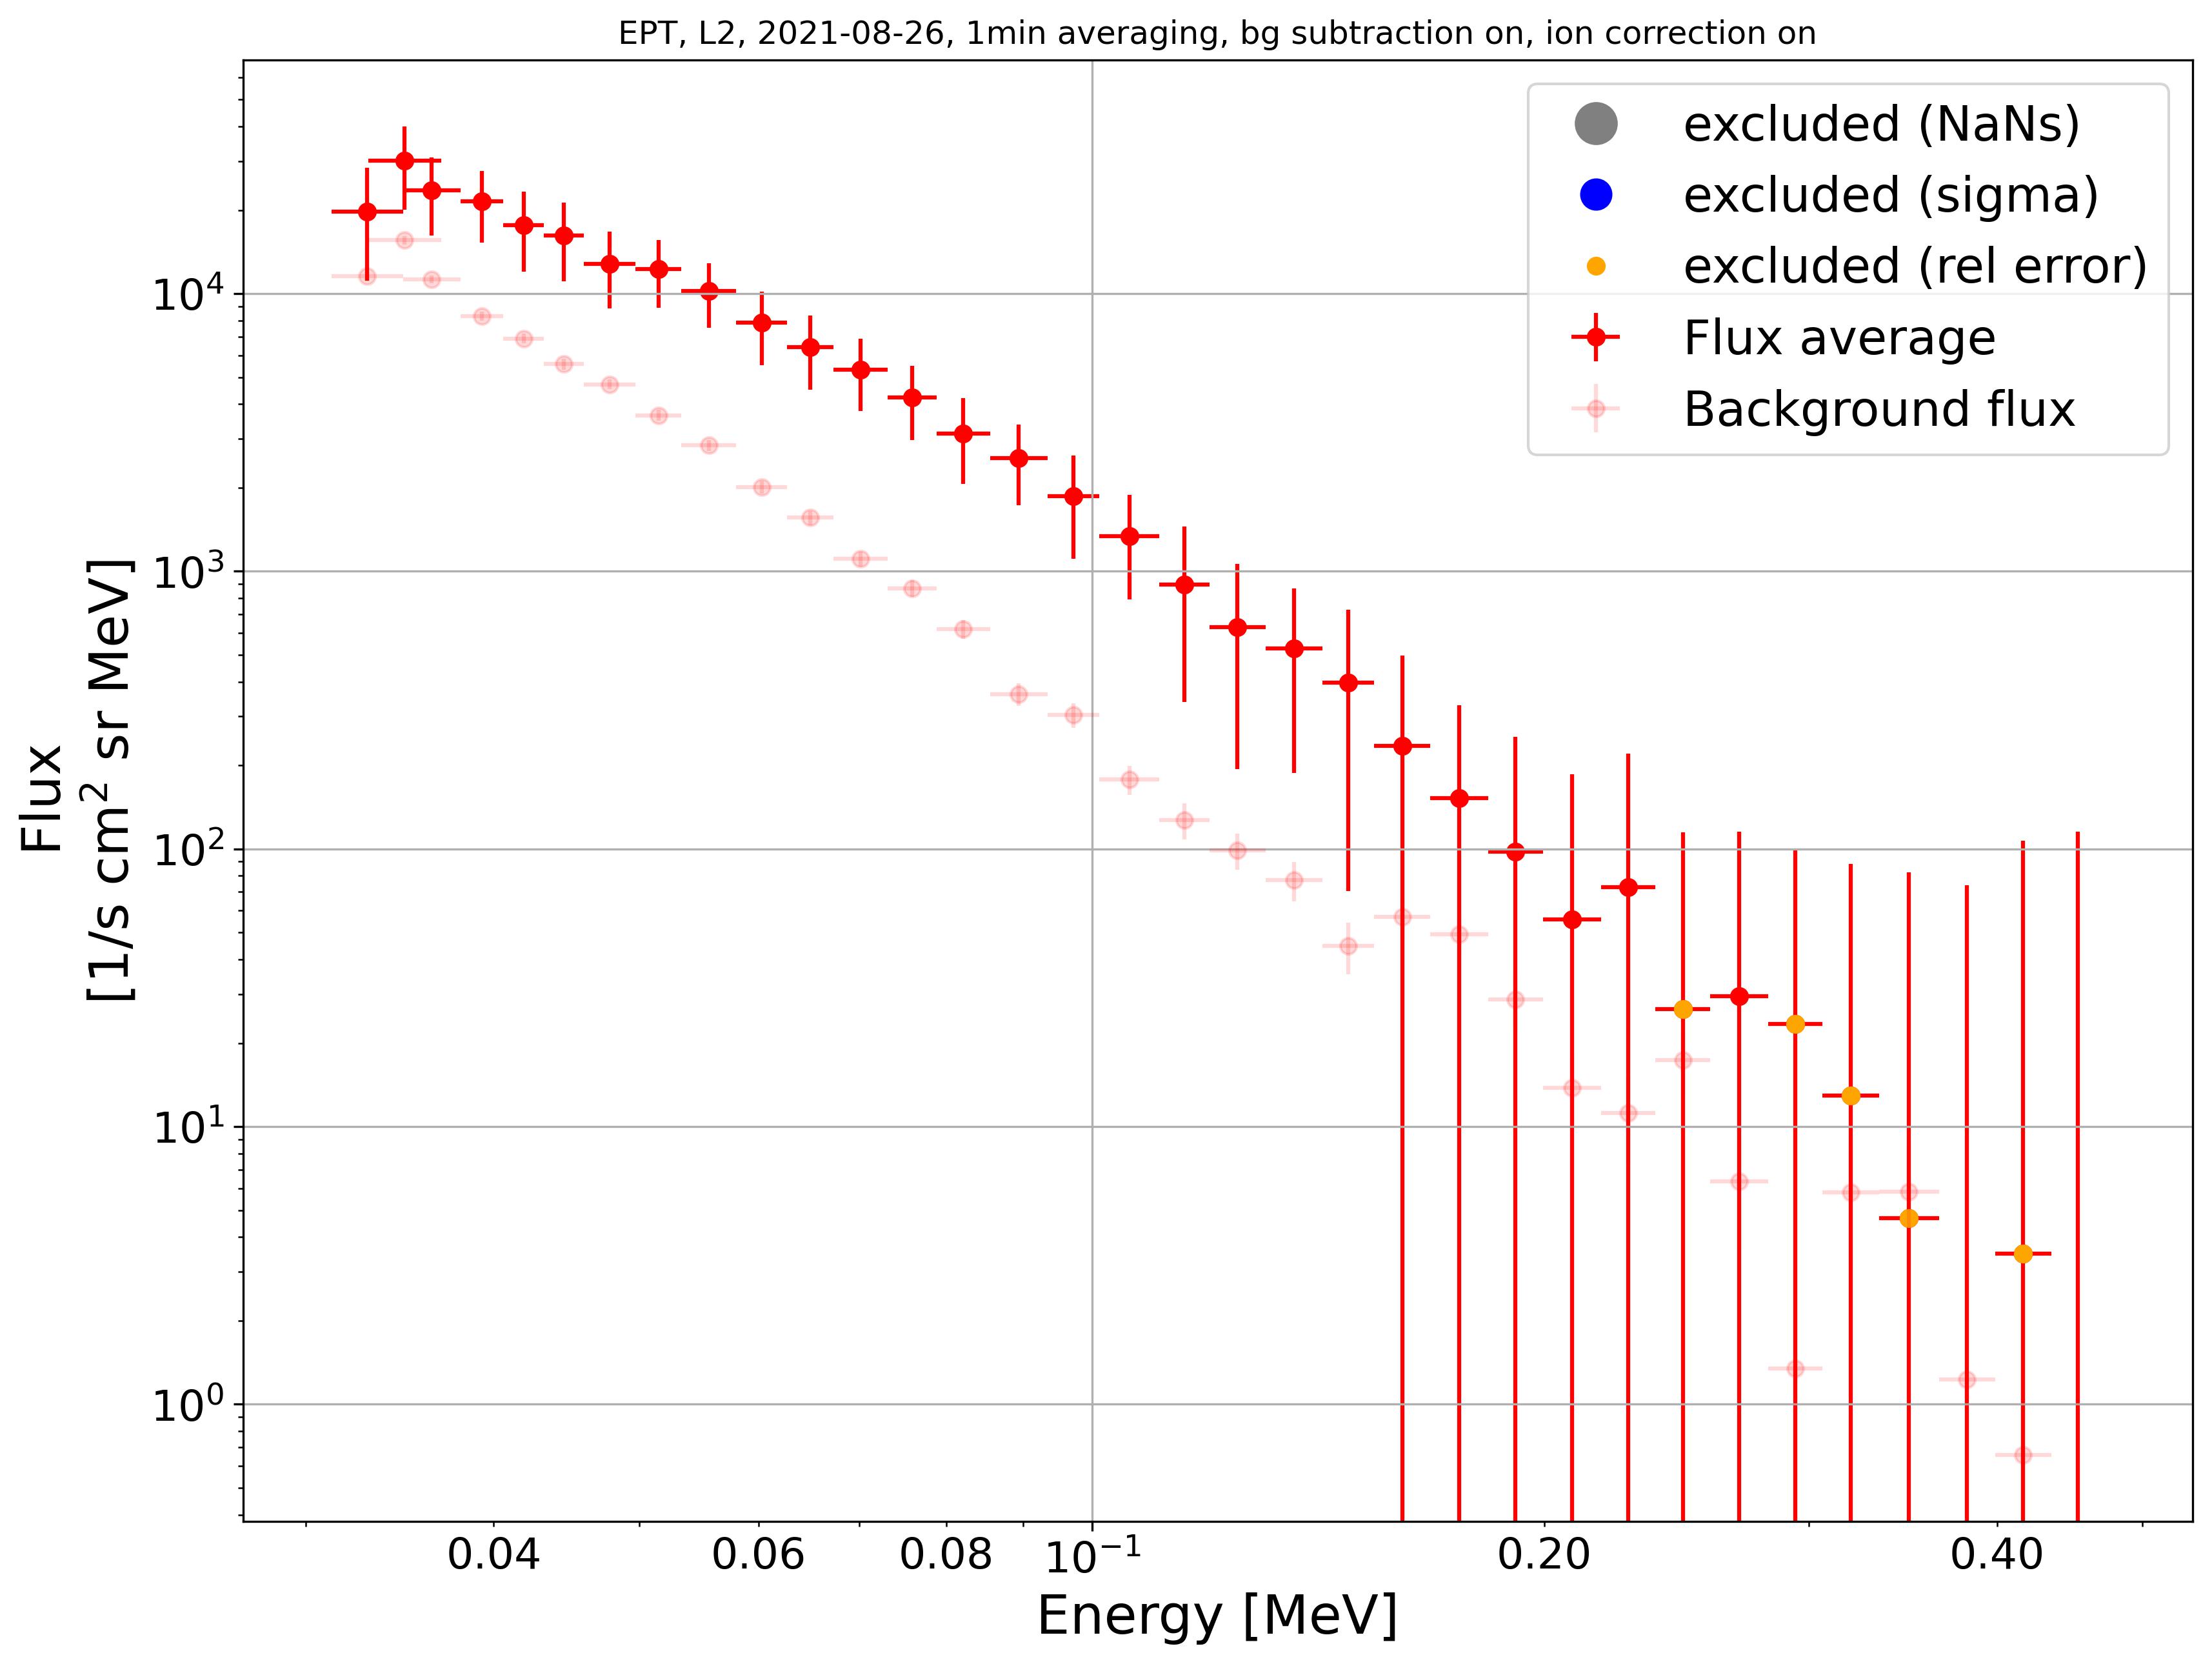 EPT, L2, 2021-08-26, 1min averaging, bg subtraction on, ion correction on
excluded (NaNs)
excluded (sigma)
excluded (rel error)
Flux average
Background flux
Flux
[1/s cm² sr MeV]
10⁴
10³
10²
10¹
10⁰
0.04 0.06 0.08 10⁻¹ 0.20 0.40
Energy [MeV]